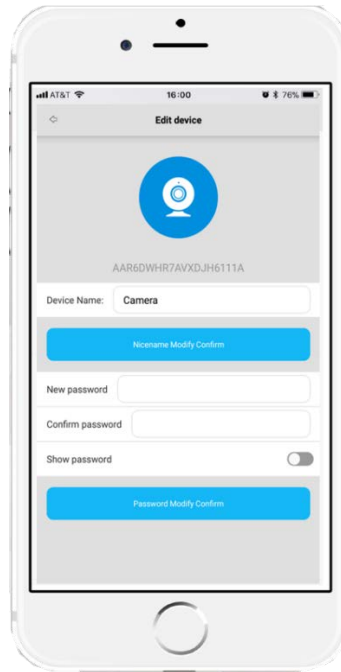 AT&T 16:00 76%
Edit device
AAR6DWHR7AVXDJH6111A
Device Name: Camera
Nicename Modify Confirm
New password
Confirm password
Show password
Password Modify Confirm